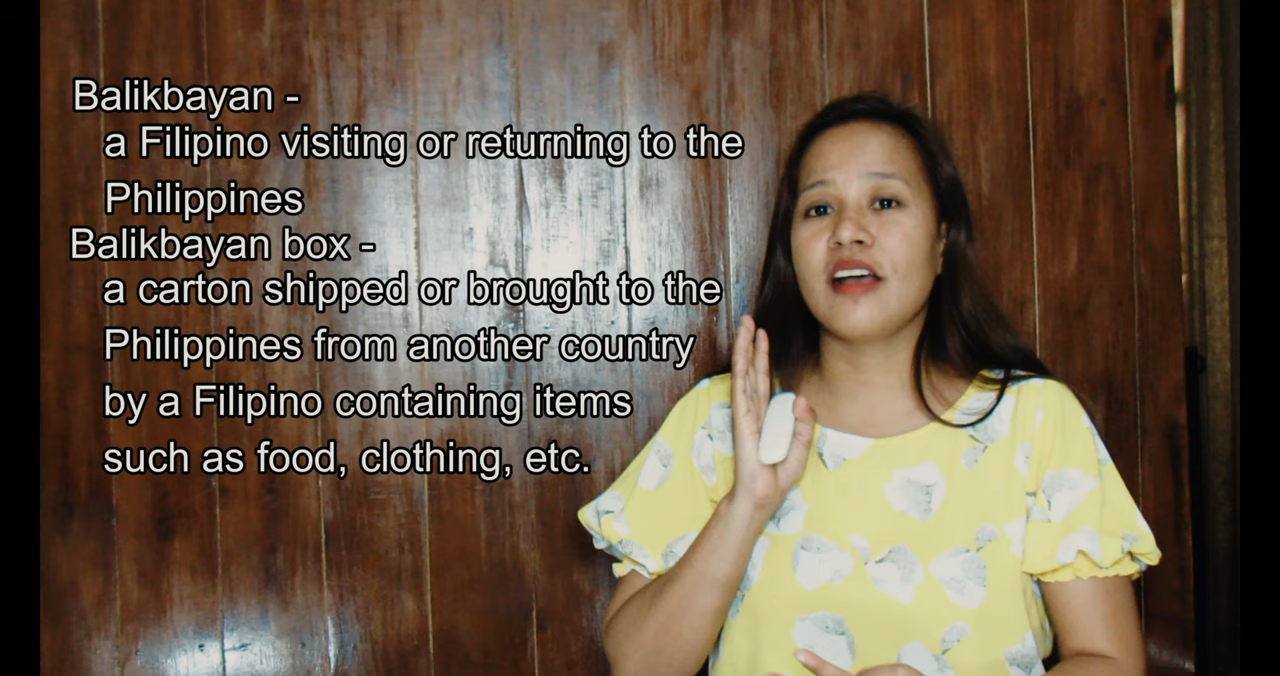 Balikbayan -
a Filipino visiting or returning to the
Philippines
Balikbayan box -
a carton shipped or brought to the
Philippines from another country
by a Filipino containing items
such as food, clothing, etc.